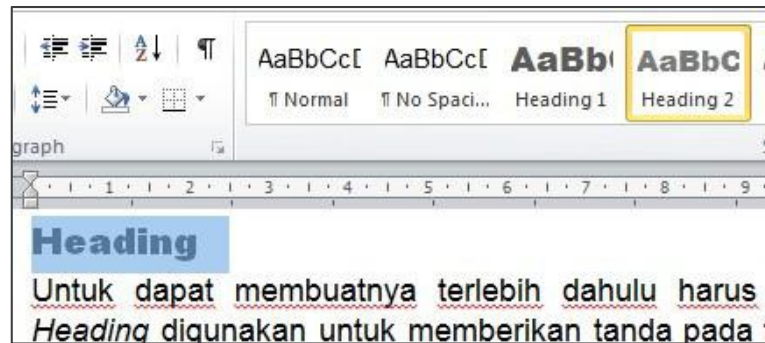 AaBbCcI AaBbCcI AaBb( AaBbC
¶ Normal ¶ No Spaci... Heading 1 Heading 2
graph
1 2 3 4 5 6 7 8 9
Heading
Untuk dapat membuatnya terlebih dahulu harus
Heading digunakan untuk memberikan tanda pada